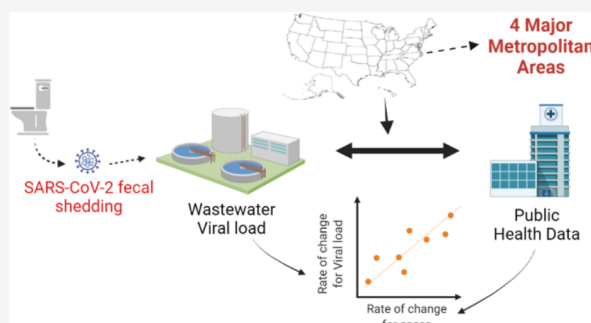 4 Major
Metropolitan
Areas
SARS-CoV-2 fecal
shedding
Wastewater
Viral load
Public
Health Data
Rate of change
for Viral load
Rate of change